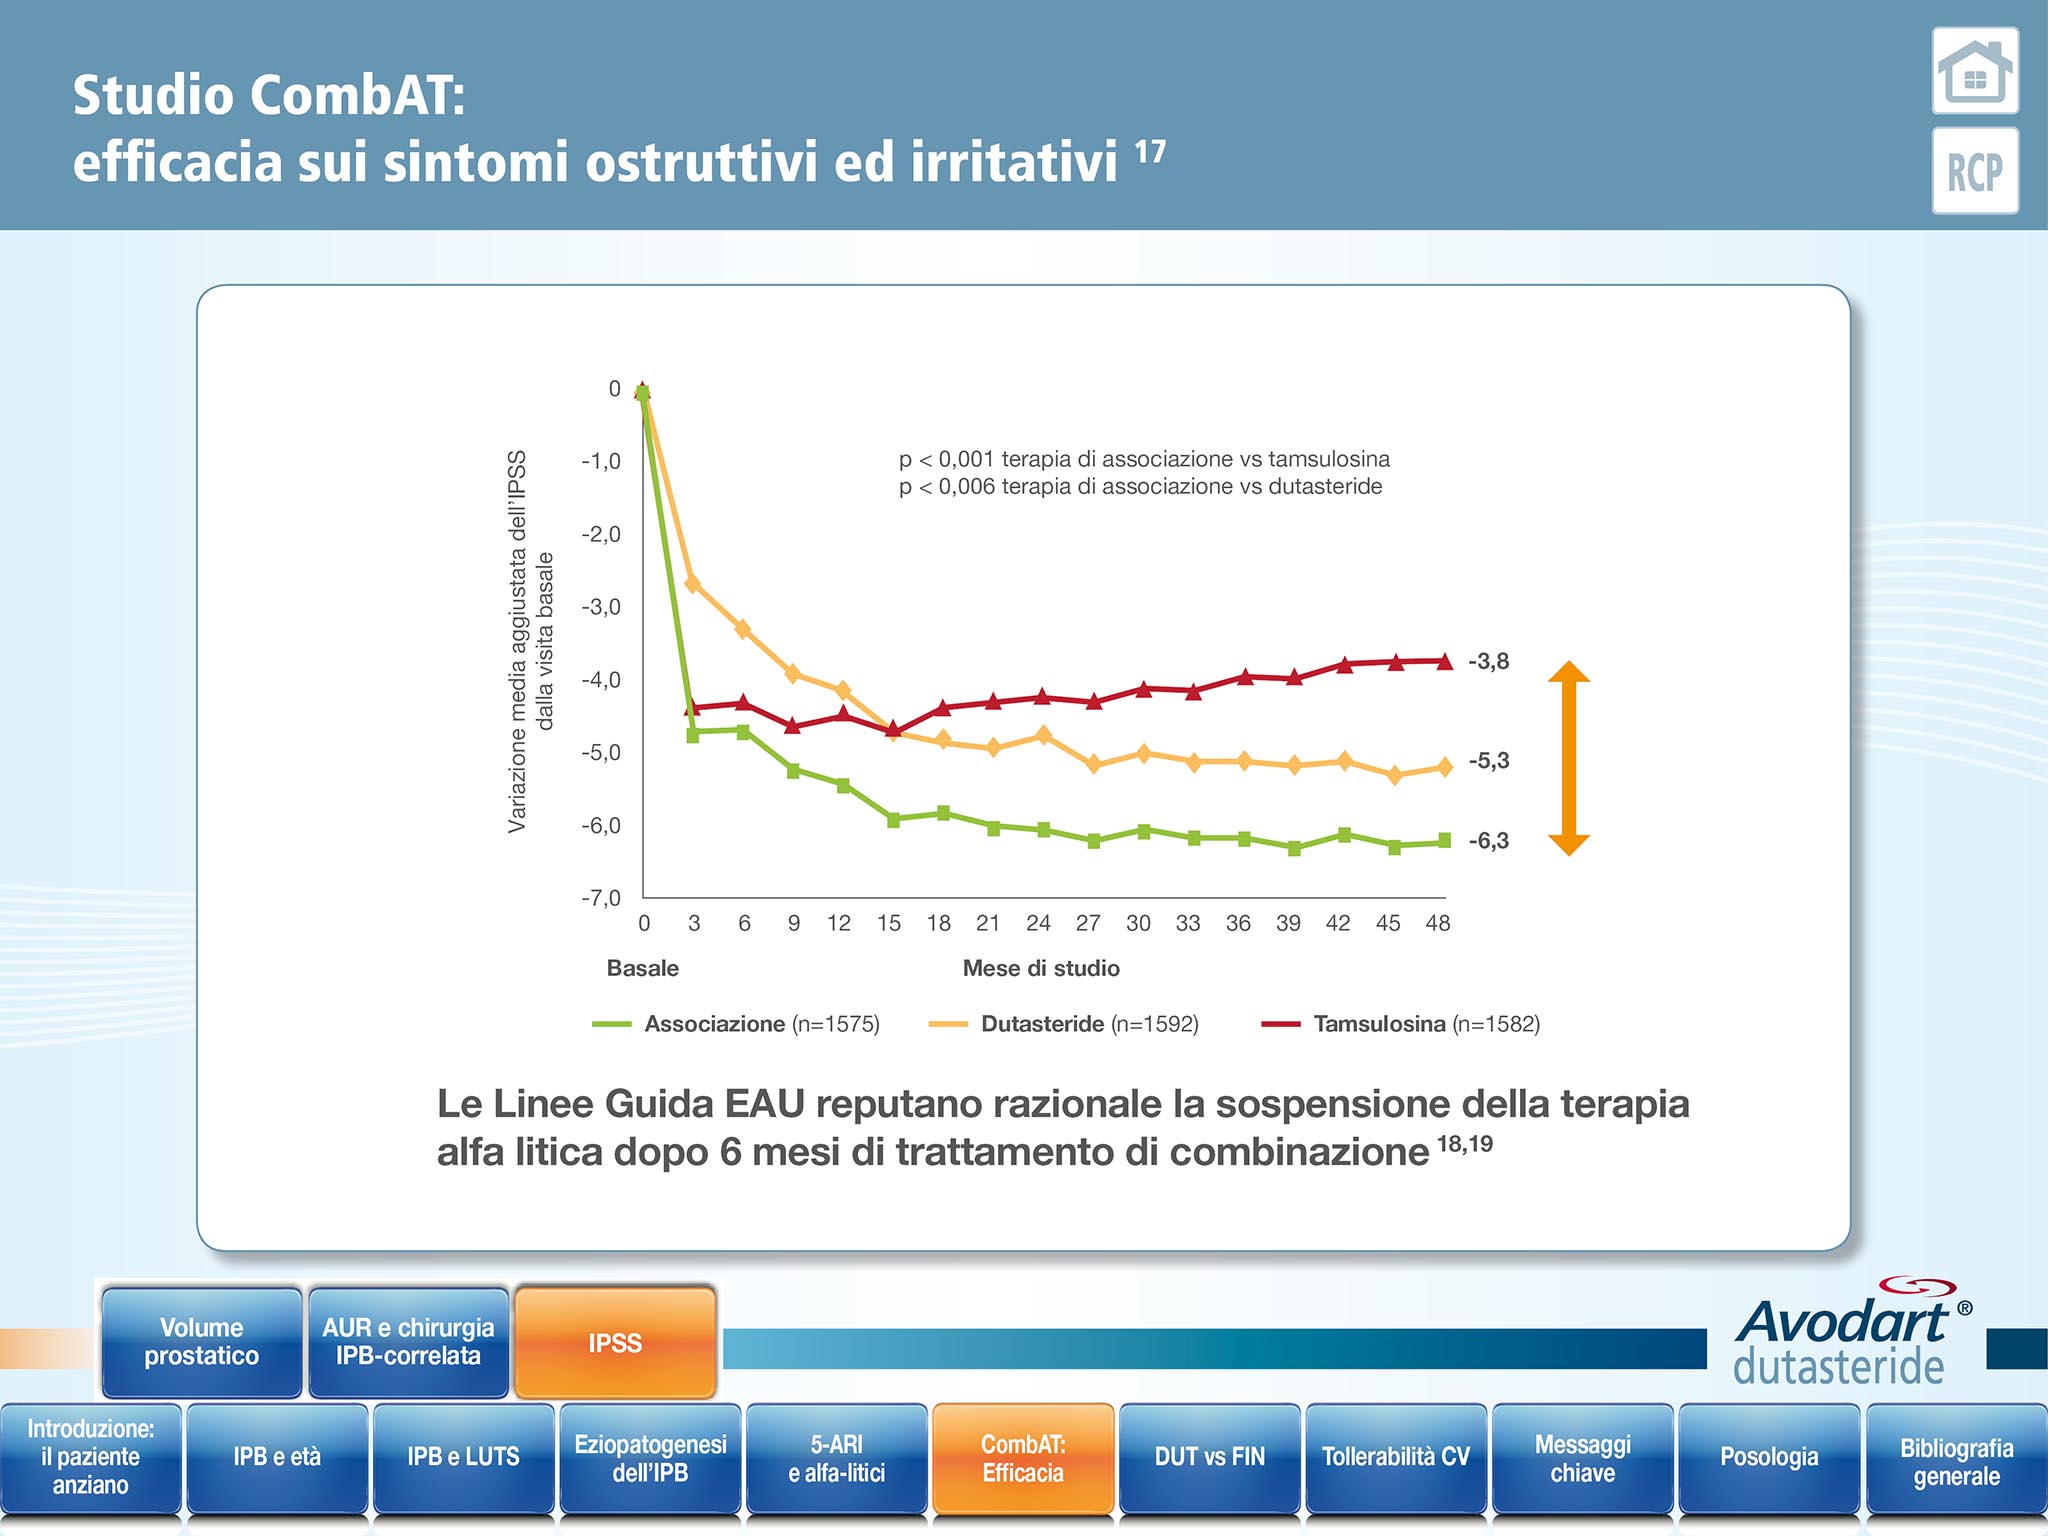 Studio CombAT:
efficacia sui sintomi ostruttivi ed irritativi 17
RCP
Variazione media aggiustata dell'IPSS
dalla visita basale
0
-1,0
-2,0
-3,0
-4,0
-5,0
-6,0
-7,0
p < 0,001 terapia di associazione vs tamsulosina
p < 0,006 terapia di associazione vs dutasteride
-3,8
-5,3
-6,3
0 3 6 9 12 15 18 21 24 27 30 33 36 39 42 45 48
Basale
Mese di studio
Associazione (n=1575)
Dutasteride (n=1592)
Tamsulosina (n=1582)
Le Linee Guida EAU reputano razionale la sospensione della terapia
alfa litica dopo 6 mesi di trattamento di combinazione 18,19
Volume
prostatico
AUR e chirurgia
IPB-correlata
IPSS
Avodart ®
dutasteride
Introduzione:
il paziente
anziano
IPB e età
IPB e LUTS
Eziopatogenesi
dell'IPB
5-ARI
e alfa-litici
CombAT:
Efficacia
DUT vs FIN
Tollerabilità CV
Messaggi
chiave
Posologia
Bibliografia
generale